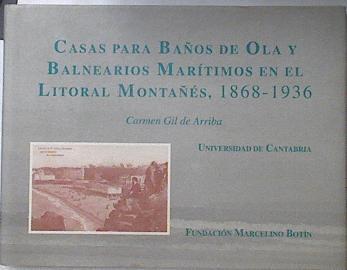 CASAS PARA BAÑOS DE OLA Y
BALNEARIOS MARÍTIMOS EN EL
LITORAL MONTAÑÉS, 1868-1936
Carmen Gil de Arriba
UNIVERSIDAD DE CANTABRIA
FUNDACIÓN MARCELINO BOTÍN